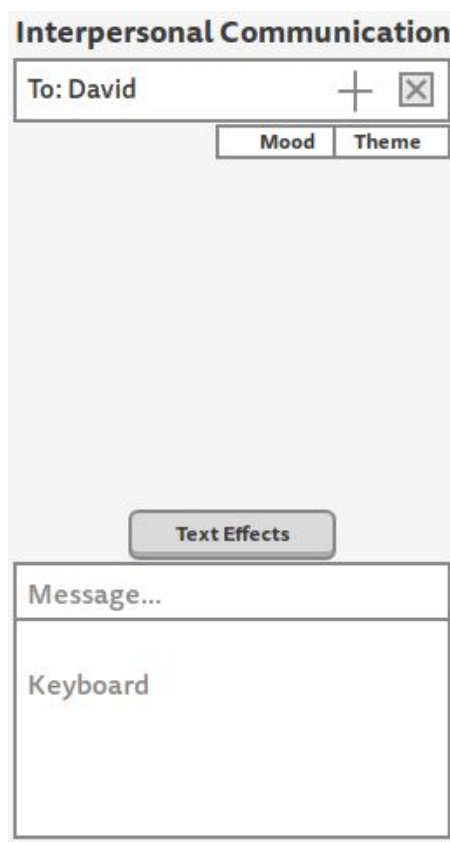 Interpersonal Communication
To: David
Mood Theme
Text Effects
Message...
Keyboard